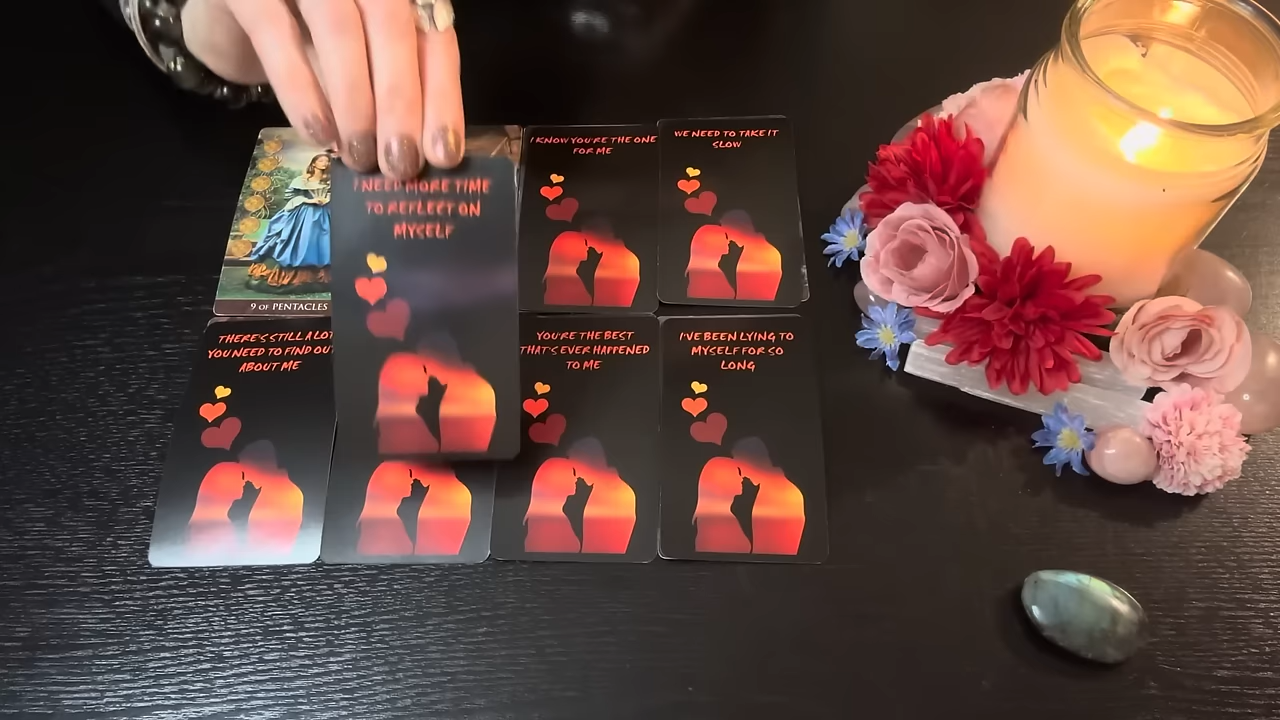 I KNOW YOU'RE THE ONE
FOR ME
WE NEED TO TAKE IT
SLOW
I NEED MORE TIME
TO REFLECT ON
MYSELF
9 OF PENTACLES
THERE'S STILL A LOT
YOU NEED TO FIND OUT
ABOUT ME
YOU'RE THE BEST
THAT'S EVER HAPPENED
TO ME
I'VE BEEN LYING TO
MYSELF FOR SO
LONG